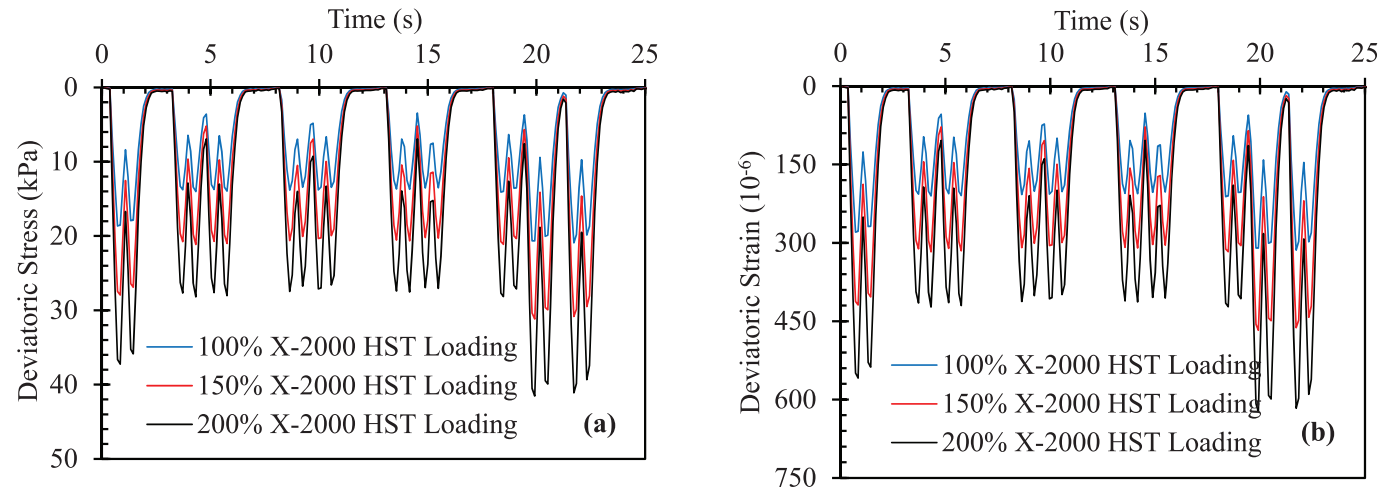 Time (s)
0 5 10 15 20 25
0
10
20
30
40
50
Deviatoric Stress (kPa)
100% X-2000 HST Loading
150% X-2000 HST Loading
200% X-2000 HST Loading
(a)
Time (s)
0 5 10 15 20 25
0
150
300
450
600
750
Deviatoric Strain (10⁻⁶)
100% X-2000 HST Loading
150% X-2000 HST Loading
200% X-2000 HST Loading
(b)